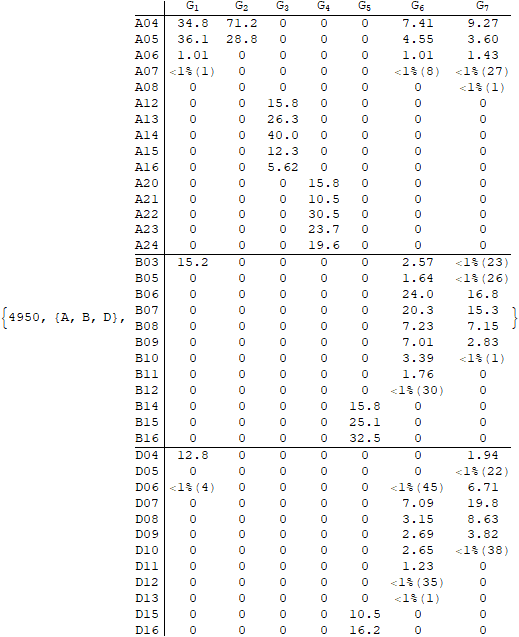 G₁ G₂ G₃ G₄ G₅ G₆ G₇
A04 34.8 71.2 0 0 0 7.41 9.27
A05 36.1 28.8 0 0 0 4.55 3.60
A06 1.01 0 0 0 0 1.01 1.43
A07 <1%(1) 0 0 0 0 <1%(8) <1%(27)
A08 0 0 0 0 0 0 <1%(1)
A12 0 0 15.8 0 0 0 0
A13 0 0 26.3 0 0 0 0
A14 0 0 40.0 0 0 0 0
A15 0 0 12.3 0 0 0 0
A16 0 0 5.62 0 0 0 0
A20 0 0 0 15.8 0 0 0
A21 0 0 0 10.5 0 0 0
A22 0 0 0 30.5 0 0 0
A23 0 0 0 23.7 0 0 0
A24 0 0 0 19.6 0 0 0
B03 15.2 0 0 0 0 2.57 <1%(23)
B05 0 0 0 0 0 1.64 <1%(26)
B06 0 0 0 0 0 24.0 16.8
{4950, {A, B, D}, B07 0 0 0 0 0 20.3 15.3 }
B08 0 0 0 0 0 7.23 7.15
B09 0 0 0 0 0 7.01 2.83
B10 0 0 0 0 0 3.39 <1%(1)
B11 0 0 0 0 0 1.76 0
B12 0 0 0 0 0 <1%(30) 0
B14 0 0 0 0 15.8 0 0
B15 0 0 0 0 25.1 0 0
B16 0 0 0 0 32.5 0 0
D04 12.8 0 0 0 0 0 1.94
D05 0 0 0 0 0 0 <1%(22)
D06 <1%(4) 0 0 0 0 <1%(45) 6.71
D07 0 0 0 0 0 7.09 19.8
D08 0 0 0 0 0 3.15 8.63
D09 0 0 0 0 0 2.69 3.82
D10 0 0 0 0 0 2.65 <1%(38)
D11 0 0 0 0 0 1.23 0
D12 0 0 0 0 0 <1%(35) 0
D13 0 0 0 0 0 <1%(1) 0
D15 0 0 0 0 10.5 0 0
D16 0 0 0 0 16.2 0 0